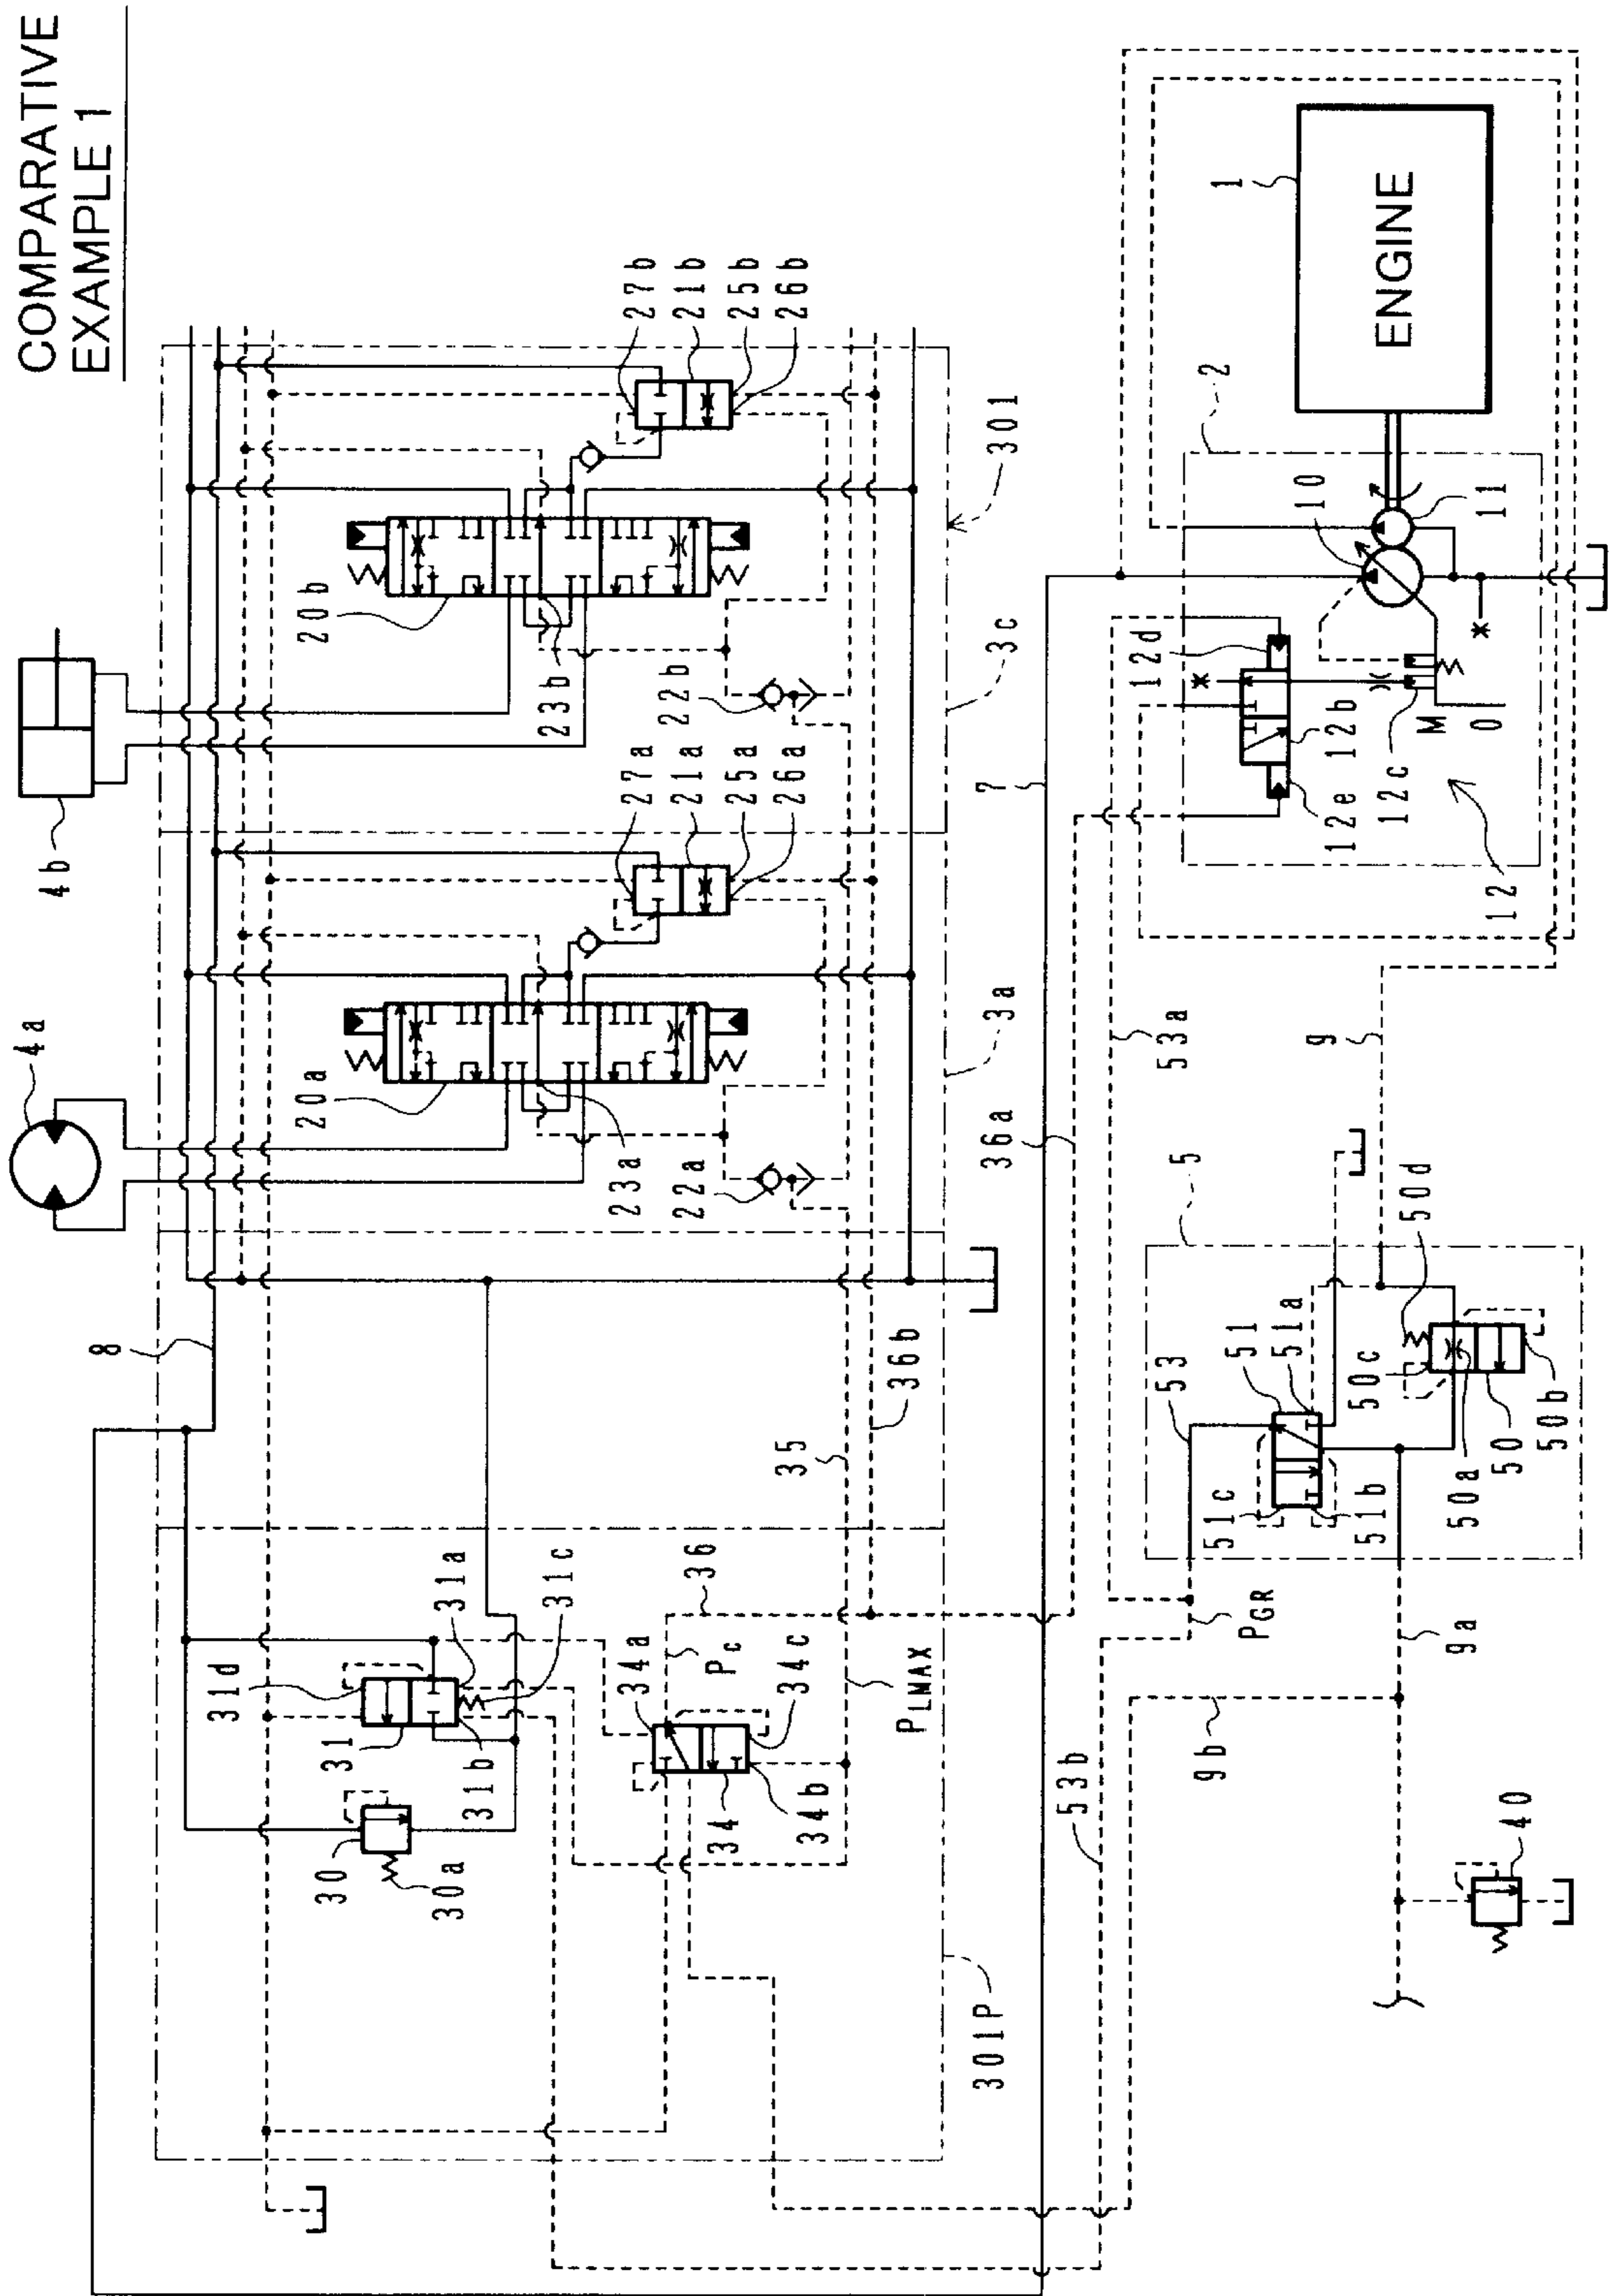 COMPARATIVE
EXAMPLE 1
4b
4a
8
20b
23b
22b
27b
21b
25b
26b
301
3c
20a
23a
22a
27a
21a
25a
26a
3a
36b
35
31d
31
31a
31c
31b
30
30a
34a
36
Pc
34c
34
34b
PLMAX
301P
7
36a
53a
53b
9b
9a
PGR
53
5
51
51a
51c
51b
50d
50c
50a
50
50b
9
40
2
1
ENGINE
10
11
12d
12b
12e
12c
12
M
0